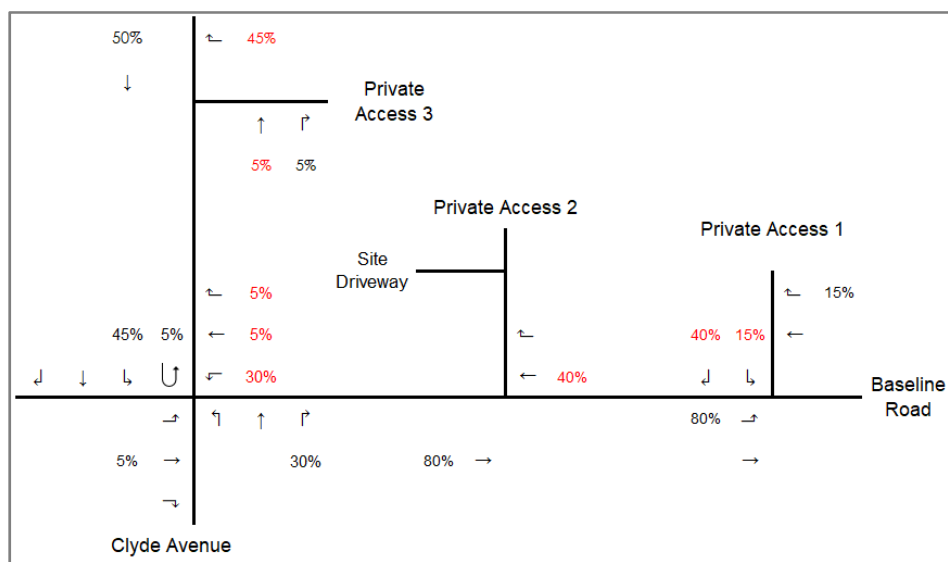 50% 45%
Private
Access 3
5% 5%
Private Access 2
Private Access 1
Site
Driveway
5% 15%
45% 5% 5% 40% 15%
30% 40%
Baseline
Road
80%
5% 30% 80%
Clyde Avenue